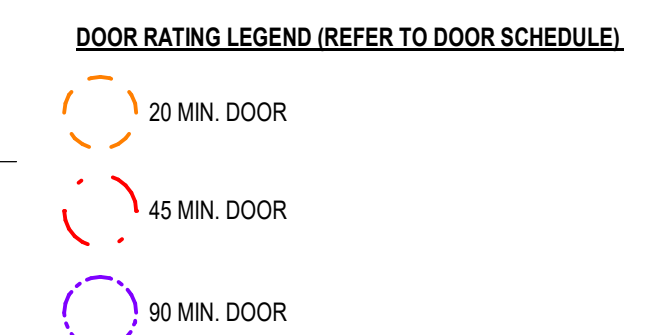 DOOR RATING LEGEND (REFER TO DOOR SCHEDULE)
20 MIN. DOOR
45 MIN. DOOR
90 MIN. DOOR